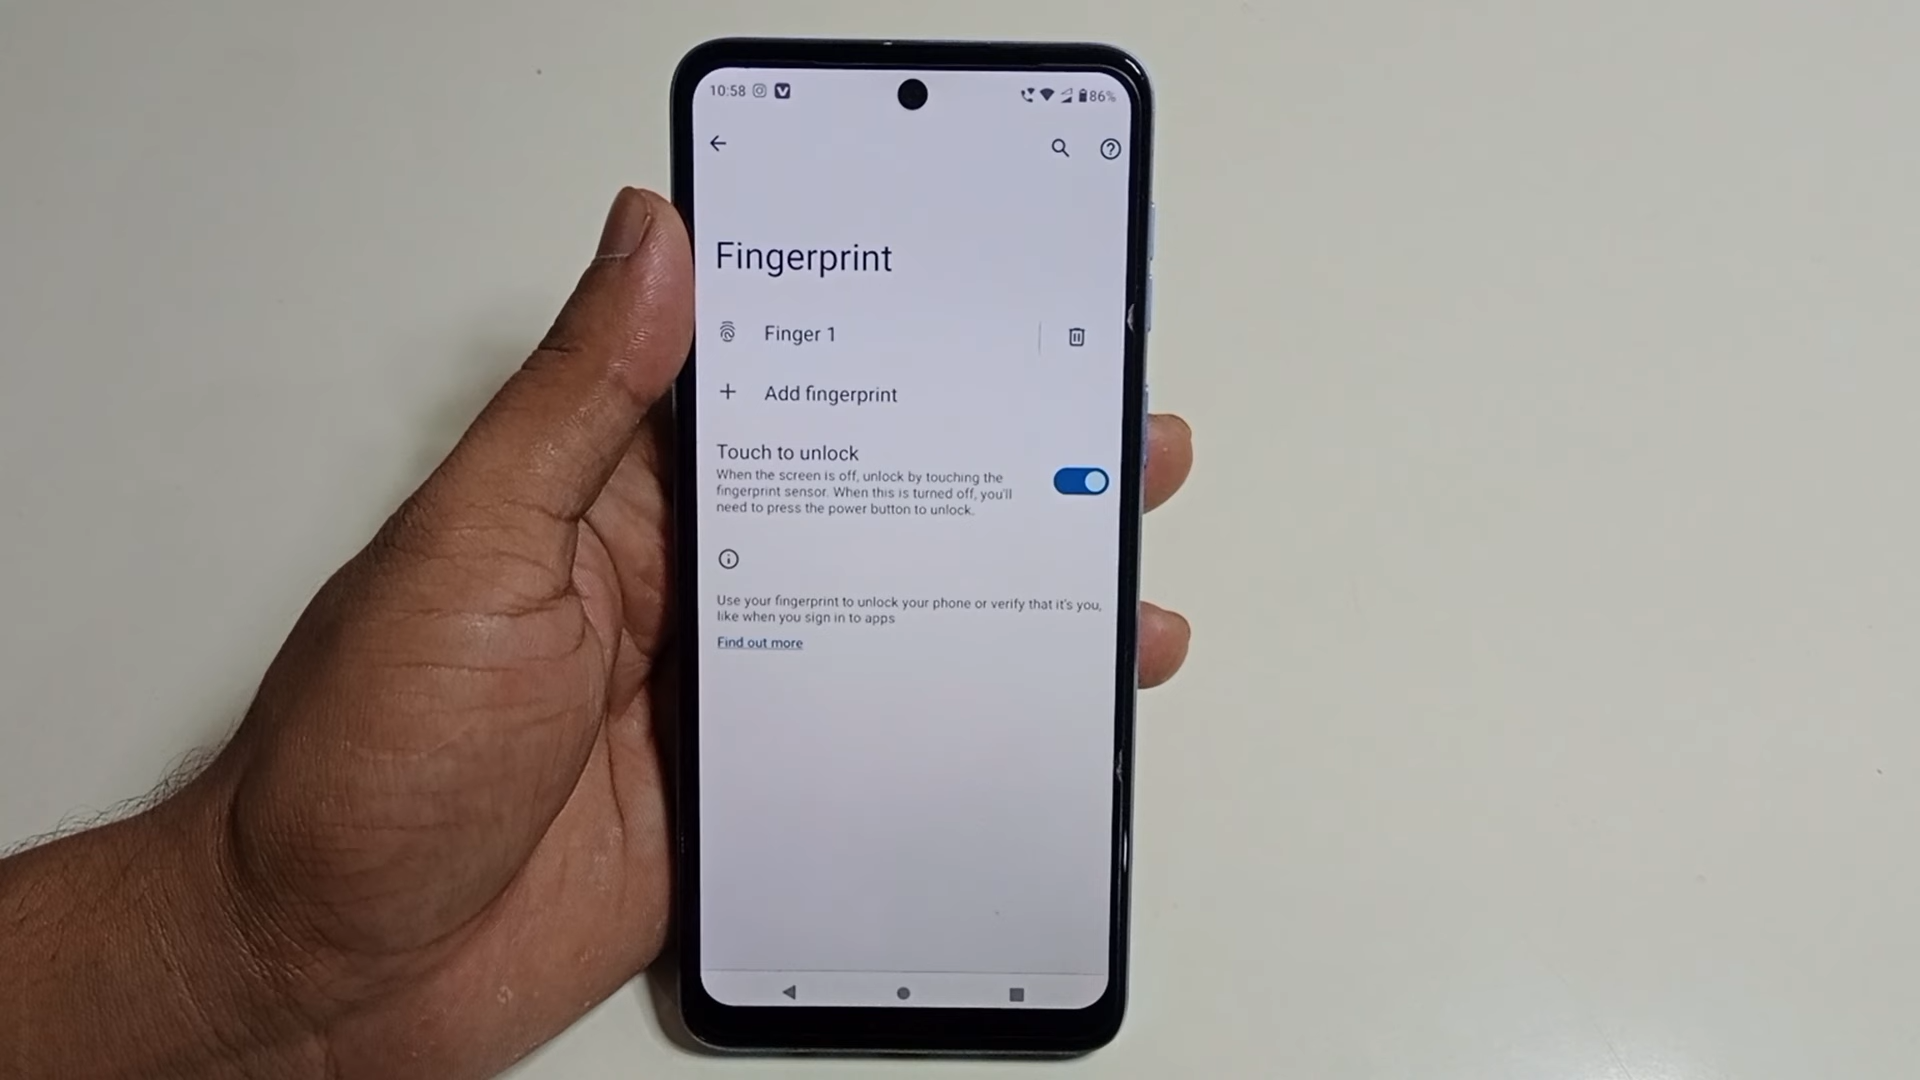 10:58
86%
Fingerprint
Finger 1
Add fingerprint
Touch to unlock
When the screen is off, unlock by touching the
fingerprint sensor. When this is turned off, you'll
need to press the power button to unlock.
Use your fingerprint to unlock your phone or verify that it's you,
like when you sign in to apps
Find out more